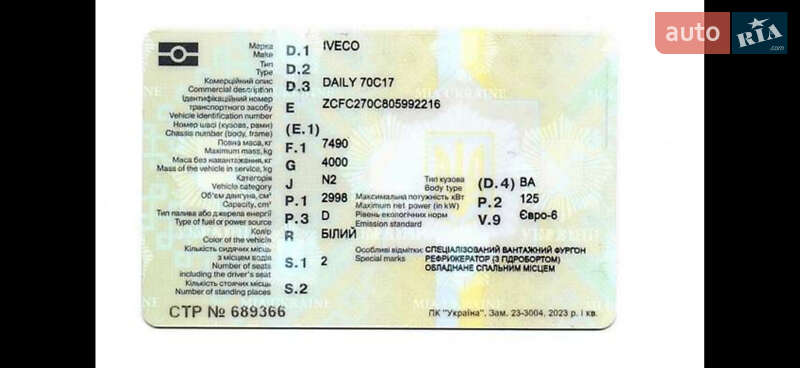 auto RIA.com
Марка
Make D.1 IVECO
Тип
Type D.2
Комерційний опис
Commercial description D.3 DAILY 70C17
Ідентифікаційний номер
транспортного засобу
Vehicle identification number E ZCFC270C805992216
Номер шасі (кузова, рами)
Chassis number (body, frame) (E.1)
Повна маса, кг
Maximum mass, kg F.1 7490
Маса без навантаження, кг
Mass of the vehicle in service, kg G 4000
Категорія
Vehicle category J N2
Тип кузова
Body type (D.4) ВА
Об'єм двигуна, см³
Capacity, cm³ P.1 2998
Максимальна потужність кВт
Maximum net power (in kW) P.2 125
Тип палива або джерела енергії
Type of fuel or power source P.3 D
Рівень екологічних норм
Emission standard V.9 Євро-6
Колір
Color of the vehicle R БІЛИЙ
Кількість сидячих місць
з місцем водія
Number of seats
including the driver's seat S.1 2
Особливі відмітки:
Special marks
СПЕЦІАЛІЗОВАНИЙ ВАНТАЖНИЙ ФУРГОН
РЕФРИЖЕРАТОР (З ГІДРОБОРТОМ)
ОБЛАДНАНЕ СПАЛЬНИМ МІСЦЕМ
Кількість стоячих місць
Number of standing places S.2
СТР № 689366
ПК "Україна". Зам. 23-3004, 2023 р. I кв.